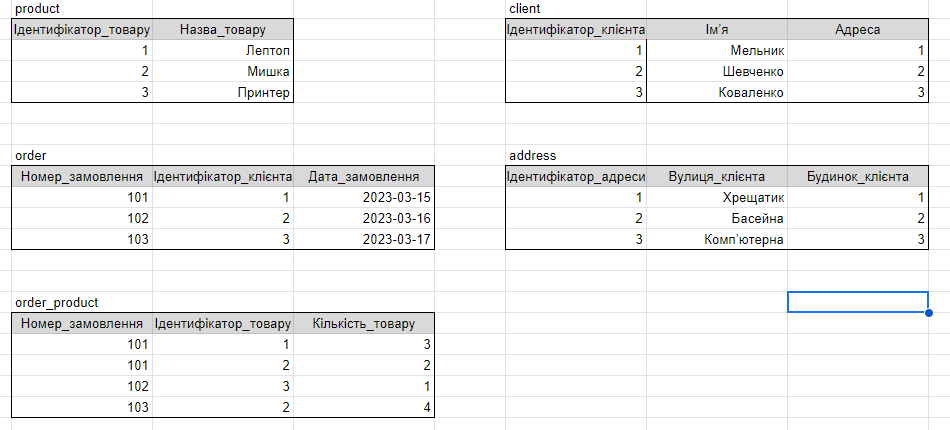 product
Ідентифікатор_товару Назва_товару
1 Лептоп
2 Мишка
3 Принтер
client
Ідентифікатор_клієнта Ім'я Адреса
1 Мельник 1
2 Шевченко 2
3 Коваленко 3
order
Номер_замовлення Ідентифікатор_клієнта Дата_замовлення
101 1 2023-03-15
102 2 2023-03-16
103 3 2023-03-17
address
Ідентифікатор_адреси Вулиця_клієнта Будинок_клієнта
1 Хрещатик 1
2 Басейна 2
3 Комп'ютерна 3
order_product
Номер_замовлення Ідентифікатор_товару Кількість_товару
101 1 3
101 2 2
102 3 1
103 2 4